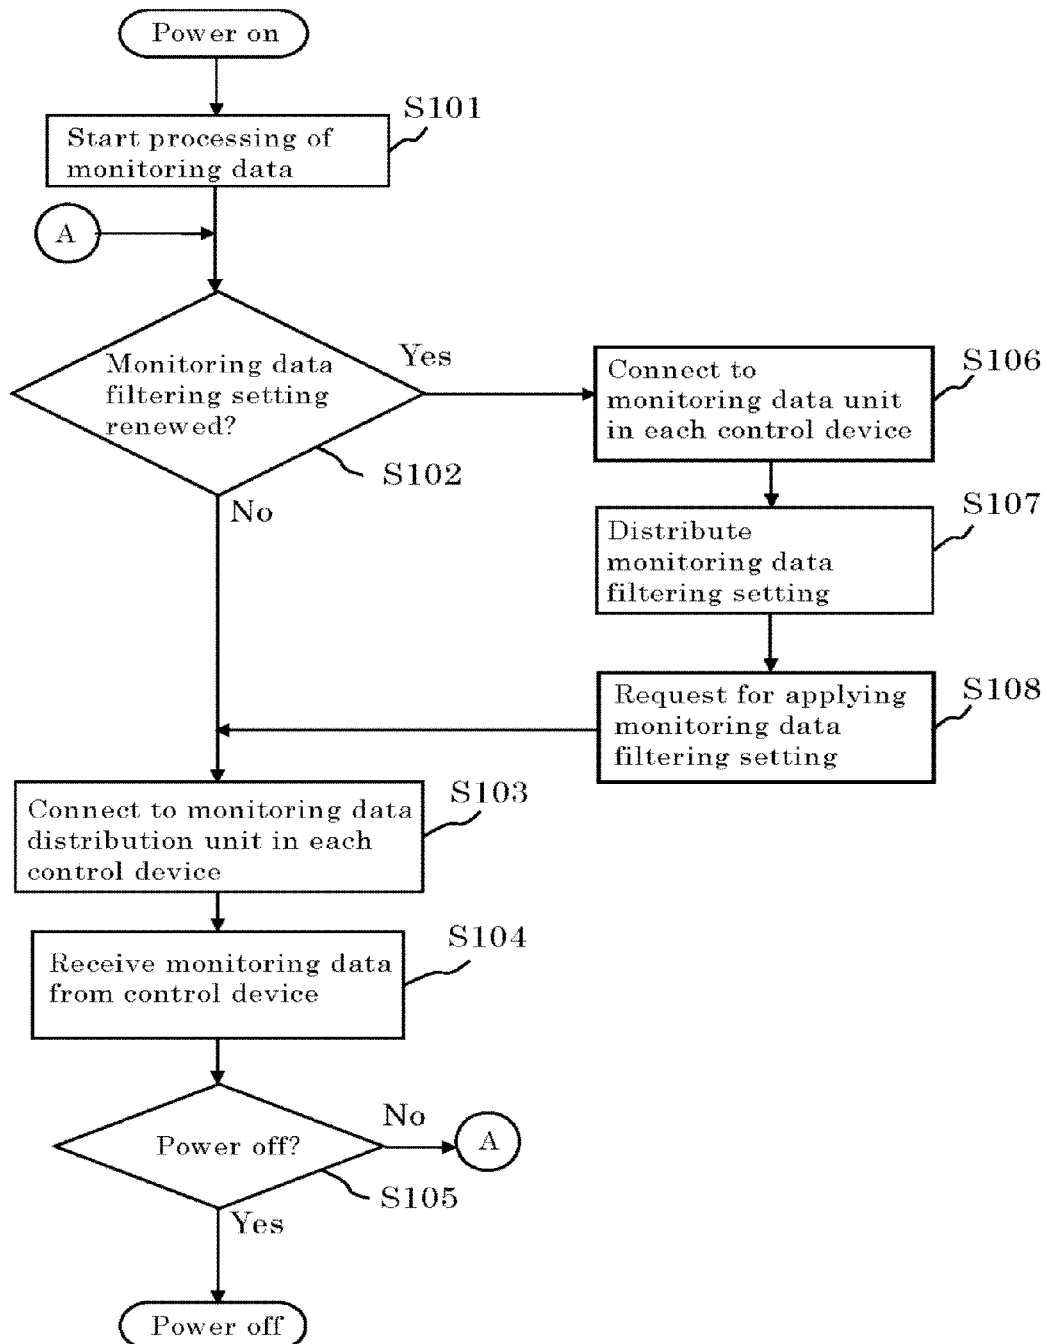 Power on
S101
Start processing of
monitoring data
A
Monitoring data
filtering setting
renewed?
Yes
S102
No
Connect to
monitoring data unit
in each control device
S106
Distribute
monitoring data
filtering setting
S107
Request for applying
monitoring data
filtering setting
S108
Connect to monitoring data
distribution unit in each
control device
S103
Receive monitoring data
from control device
S104
Power off?
No
A
S105
Yes
Power off